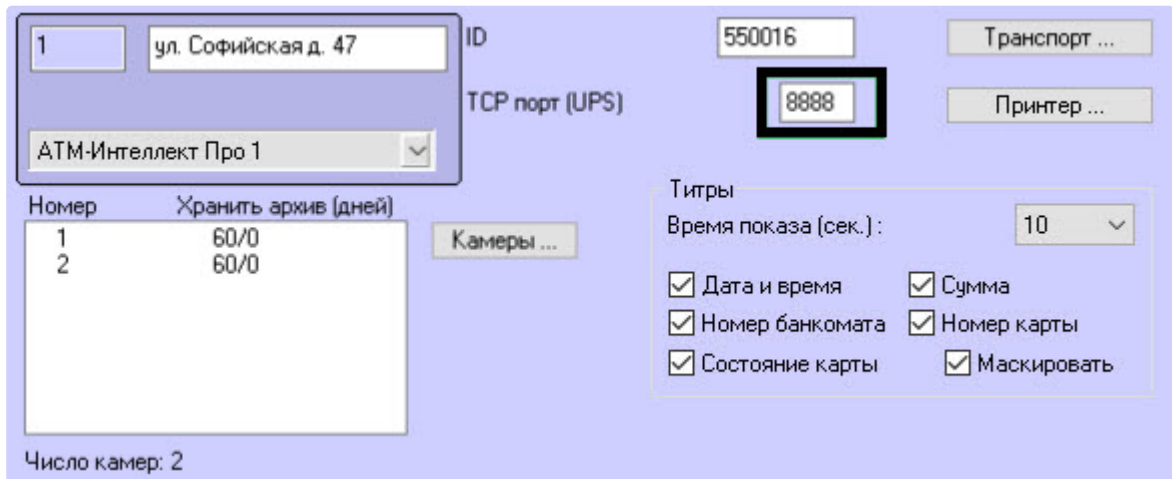 1 ул. Софийская д. 47
ID 550016 Транспорт ...
TCP порт (UPS) 8888 Принтер ...
АТМ-Интеллект Про 1
Номер Хранить архив (дней)
1 60/0
2 60/0
Камеры ...
Число камер: 2
Титры
Время показа (сек.) : 10
Дата и время Сумма
Номер банкомата Номер карты
Состояние карты Маскировать